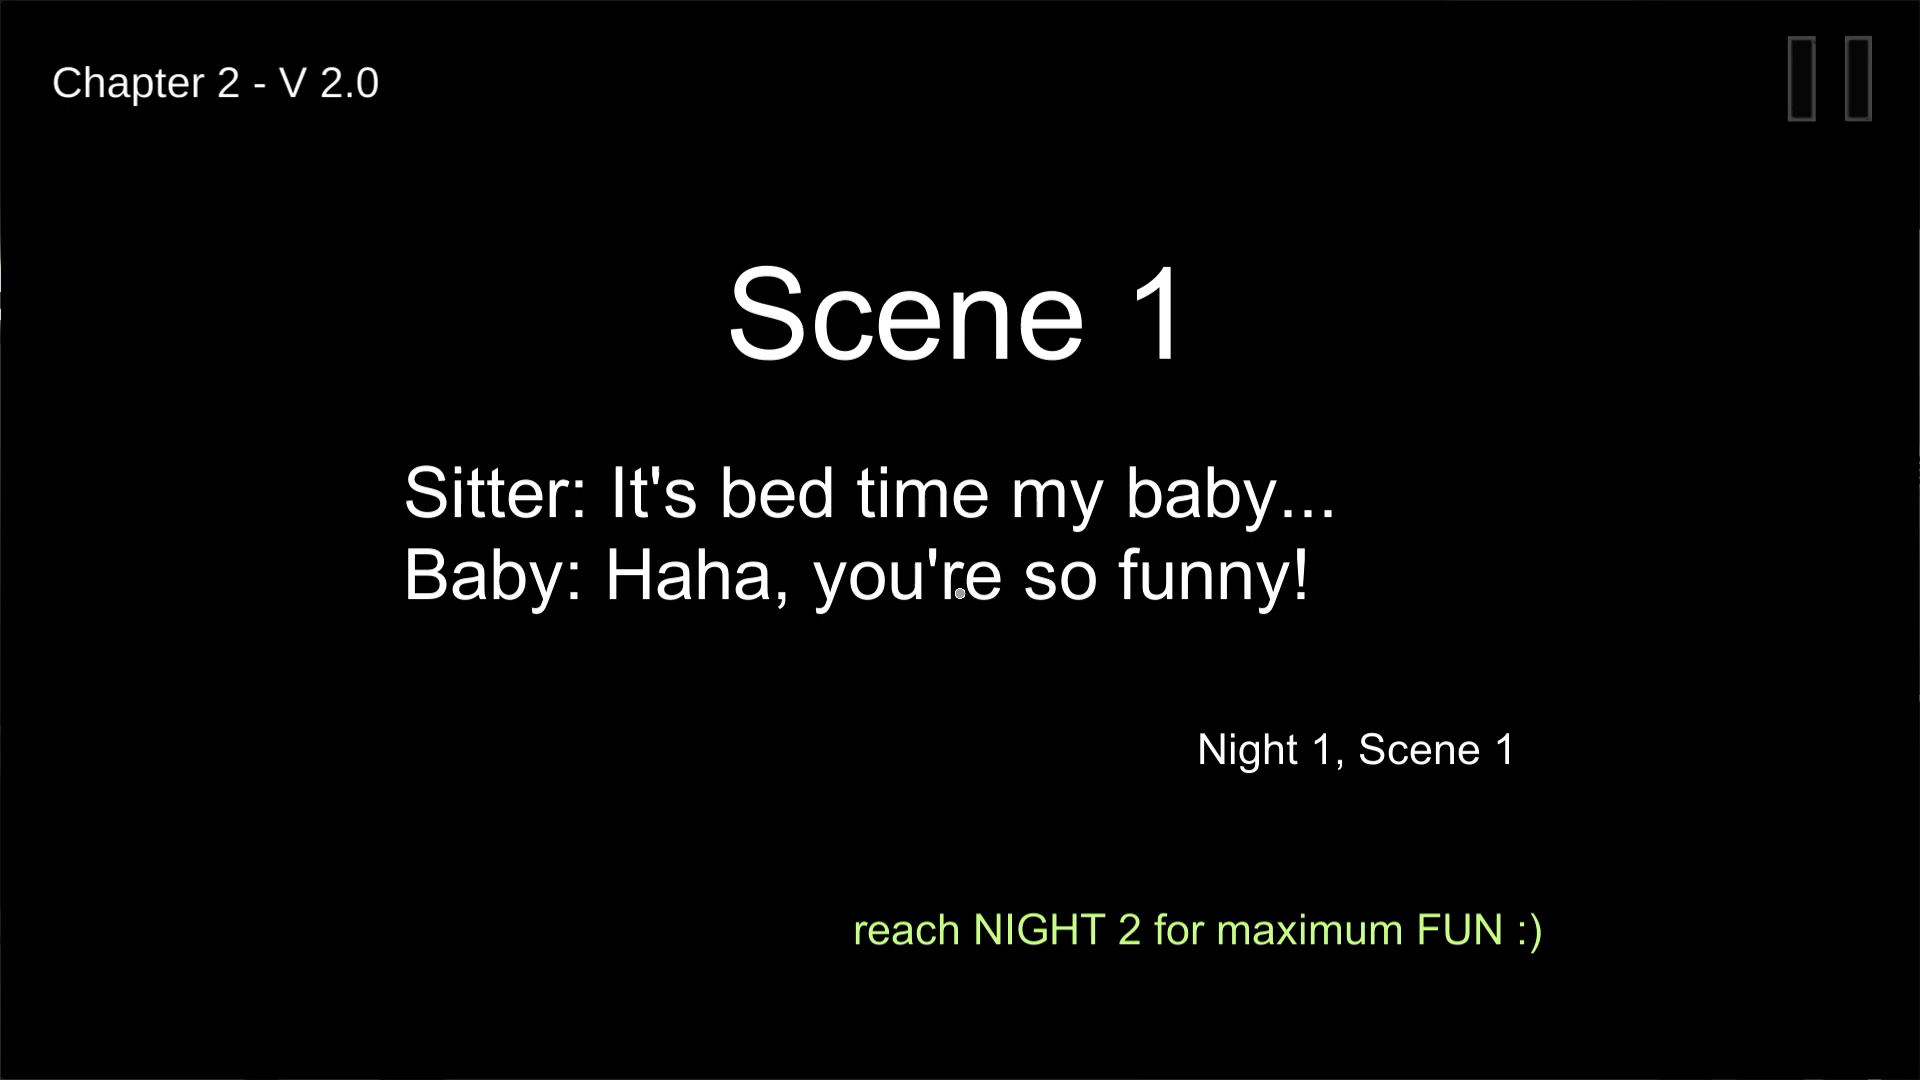 Chapter 2 - V 2.0
Scene 1
Sitter: It's bed time my baby...
Baby: Haha, you're so funny!
Night 1, Scene 1
reach NIGHT 2 for maximum FUN :)